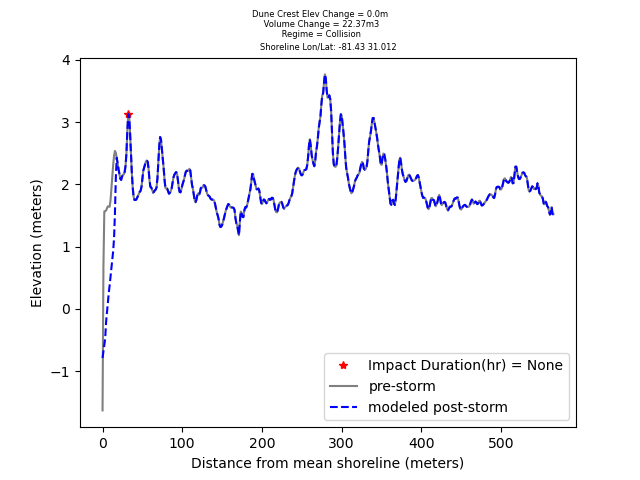 Dune Crest Elev Change = 0.0m
Volume Change = 22.37m3
Regime = Collision
Shoreline Lon/Lat: -81.43 31.012
4
3
2
1
0
−1
Elevation (meters)
Impact Duration(hr) = None
pre-storm
modeled post-storm
0 100 200 300 400 500
Distance from mean shoreline (meters)